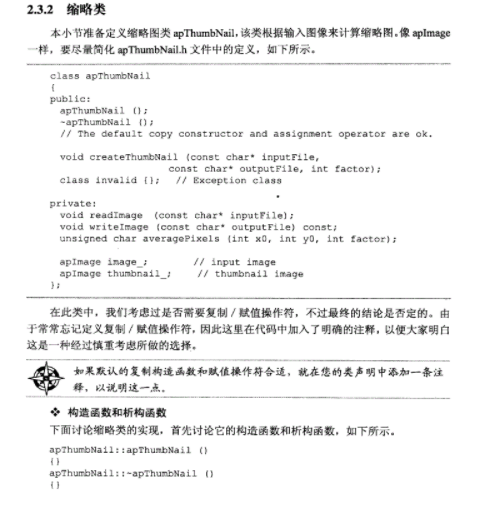 2.3.2 缩略类
本小节准备定义缩略图类 apThumbNail，该类根据输入图像来计算缩略图。像 apImage
一样，要尽量简化 apThumbNail.h 文件中的定义，如下所示。
class apThumbNail
{
public:
apThumbNail ();
~apThumbNail ();
// The default copy constructor and assignment operator are ok.
void createThumbNail (const char* inputFile,
const char* outputFile, int factor);
class invalid {}; // Exception class
private:
void readImage (const char* inputFile);
void writeImage (const char* outputFile) const;
unsigned char averagePixels (int x0, int y0, int factor);
apImage image_; // input image
apImage thumbnail_; // thumbnail image
};
在此类中，我们考虑过是否需要复制／赋值操作符，不过最终的结论是否定的。由
于常常忘记定义复制／赋值操作符，因此这里在代码中加入了明确的注释，以便大家明白
这是一种经过慎重考虑所做的选择。
如果默认的复制构造函数和赋值操作符合适，就在您的类声明中添加一条注
释，以说明这一点。
❖ 构造函数和析构函数
下面讨论缩略类的实现，首先讨论它的构造函数和析构函数，如下所示。
apThumbNail::apThumbNail ()
{}
apThumbNail::~apThumbNail ()
{}